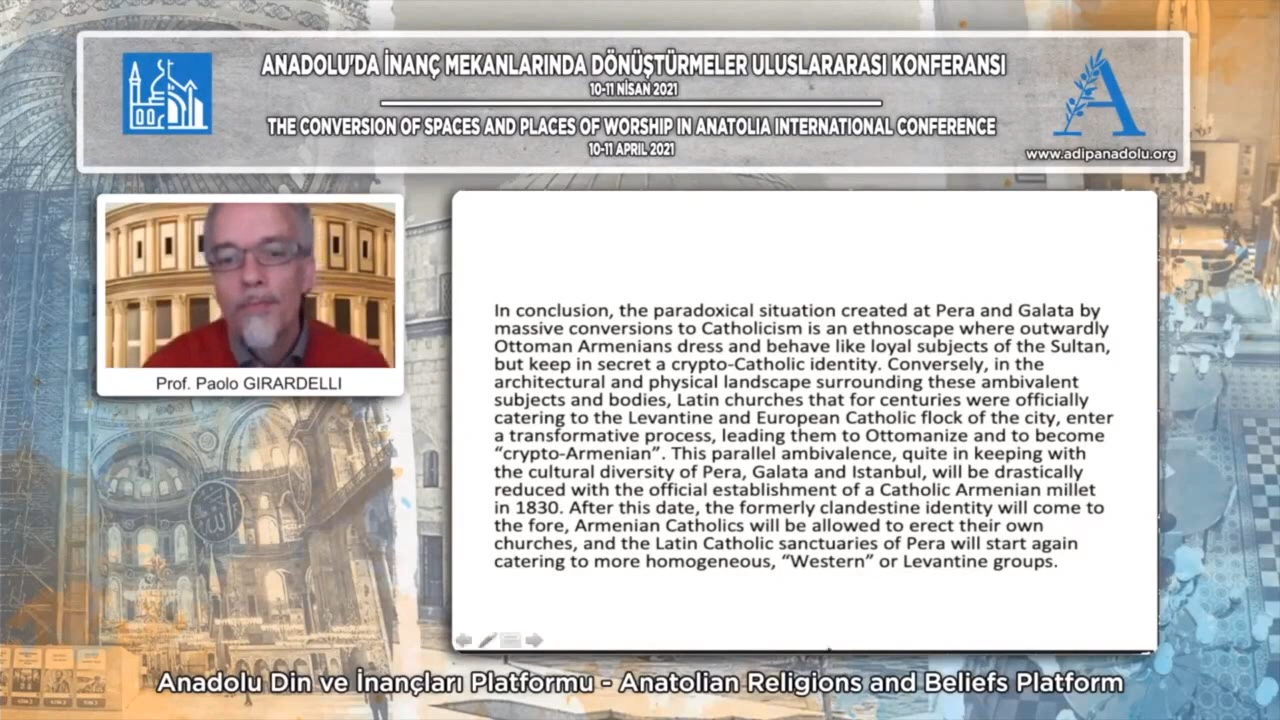 ANADOLU'DA İNANÇ MEKANLARINDA DÖNÜŞTÜRMELER ULUSLARARASI KONFERANSI
10-11 NİSAN 2021
THE CONVERSION OF SPACES AND PLACES OF WORSHIP IN ANATOLIA INTERNATIONAL CONFERENCE
10-11 APRIL 2021
A
www.adipanadolu.org
Prof. Paolo GIRARDELLI
In conclusion, the paradoxical situation created at Pera and Galata by
massive conversions to Catholicism is an ethnoscape where outwardly
Ottoman Armenians dress and behave like loyal subjects of the Sultan,
but keep in secret a crypto-Catholic identity. Conversely, in the
architectural and physical landscape surrounding these ambivalent
subjects and bodies, Latin churches that for centuries were officially
catering to the Levantine and European Catholic flock of the city, enter
a transformative process, leading them to Ottomanize and to become
“crypto-Armenian”. This parallel ambivalence, quite in keeping with
the cultural diversity of Pera, Galata and Istanbul, will be drastically
reduced with the official establishment of a Catholic Armenian millet
in 1830. After this date, the formerly clandestine identity will come to
the fore, Armenian Catholics will be allowed to erect their own
churches, and the Latin Catholic sanctuaries of Pera will start again
catering to more homogeneous, “Western” or Levantine groups.
Anadolu Din ve İnançları Platformu - Anatolian Religions and Beliefs Platform